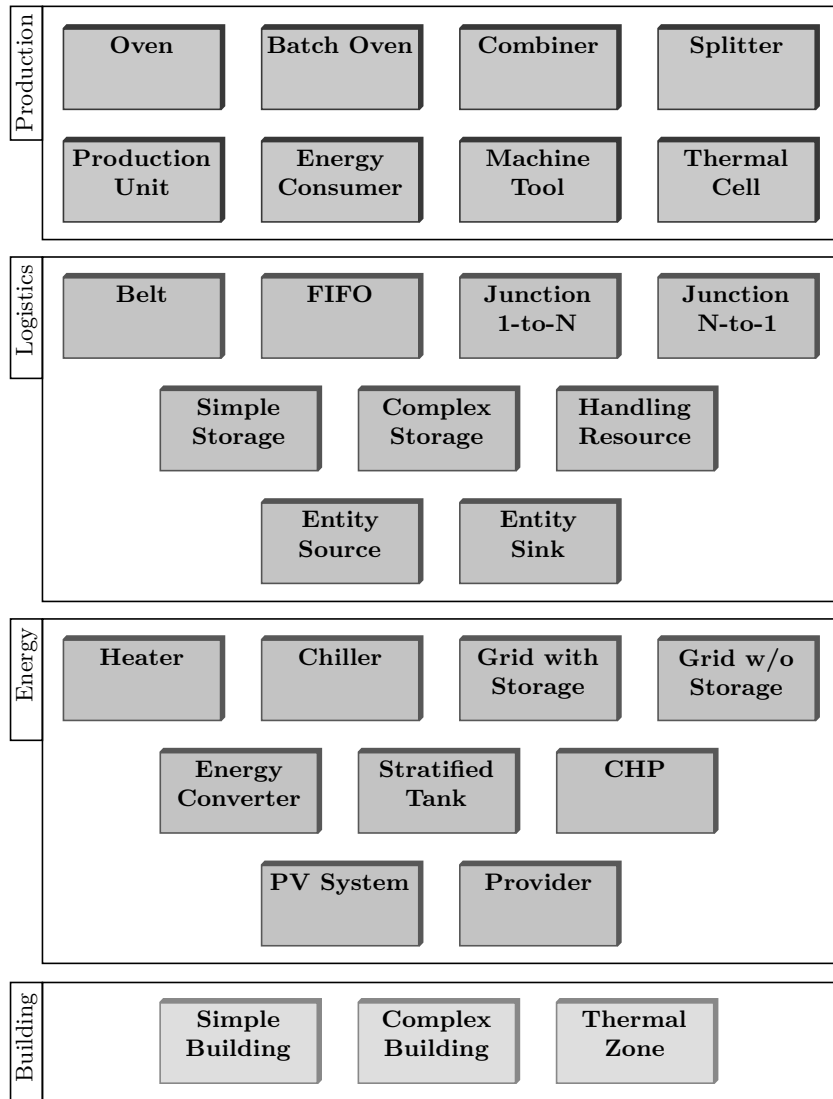 Production
Oven
Batch Oven
Combiner
Splitter
Production
Unit
Energy
Consumer
Machine
Tool
Thermal
Cell
Logistics
Belt
FIFO
Junction
1-to-N
Junction
N-to-1
Simple
Storage
Complex
Storage
Handling
Resource
Entity
Source
Entity
Sink
Energy
Heater
Chiller
Grid with
Storage
Grid w/o
Storage
Energy
Converter
Stratified
Tank
CHP
PV System
Provider
Building
Simple
Building
Complex
Building
Thermal
Zone